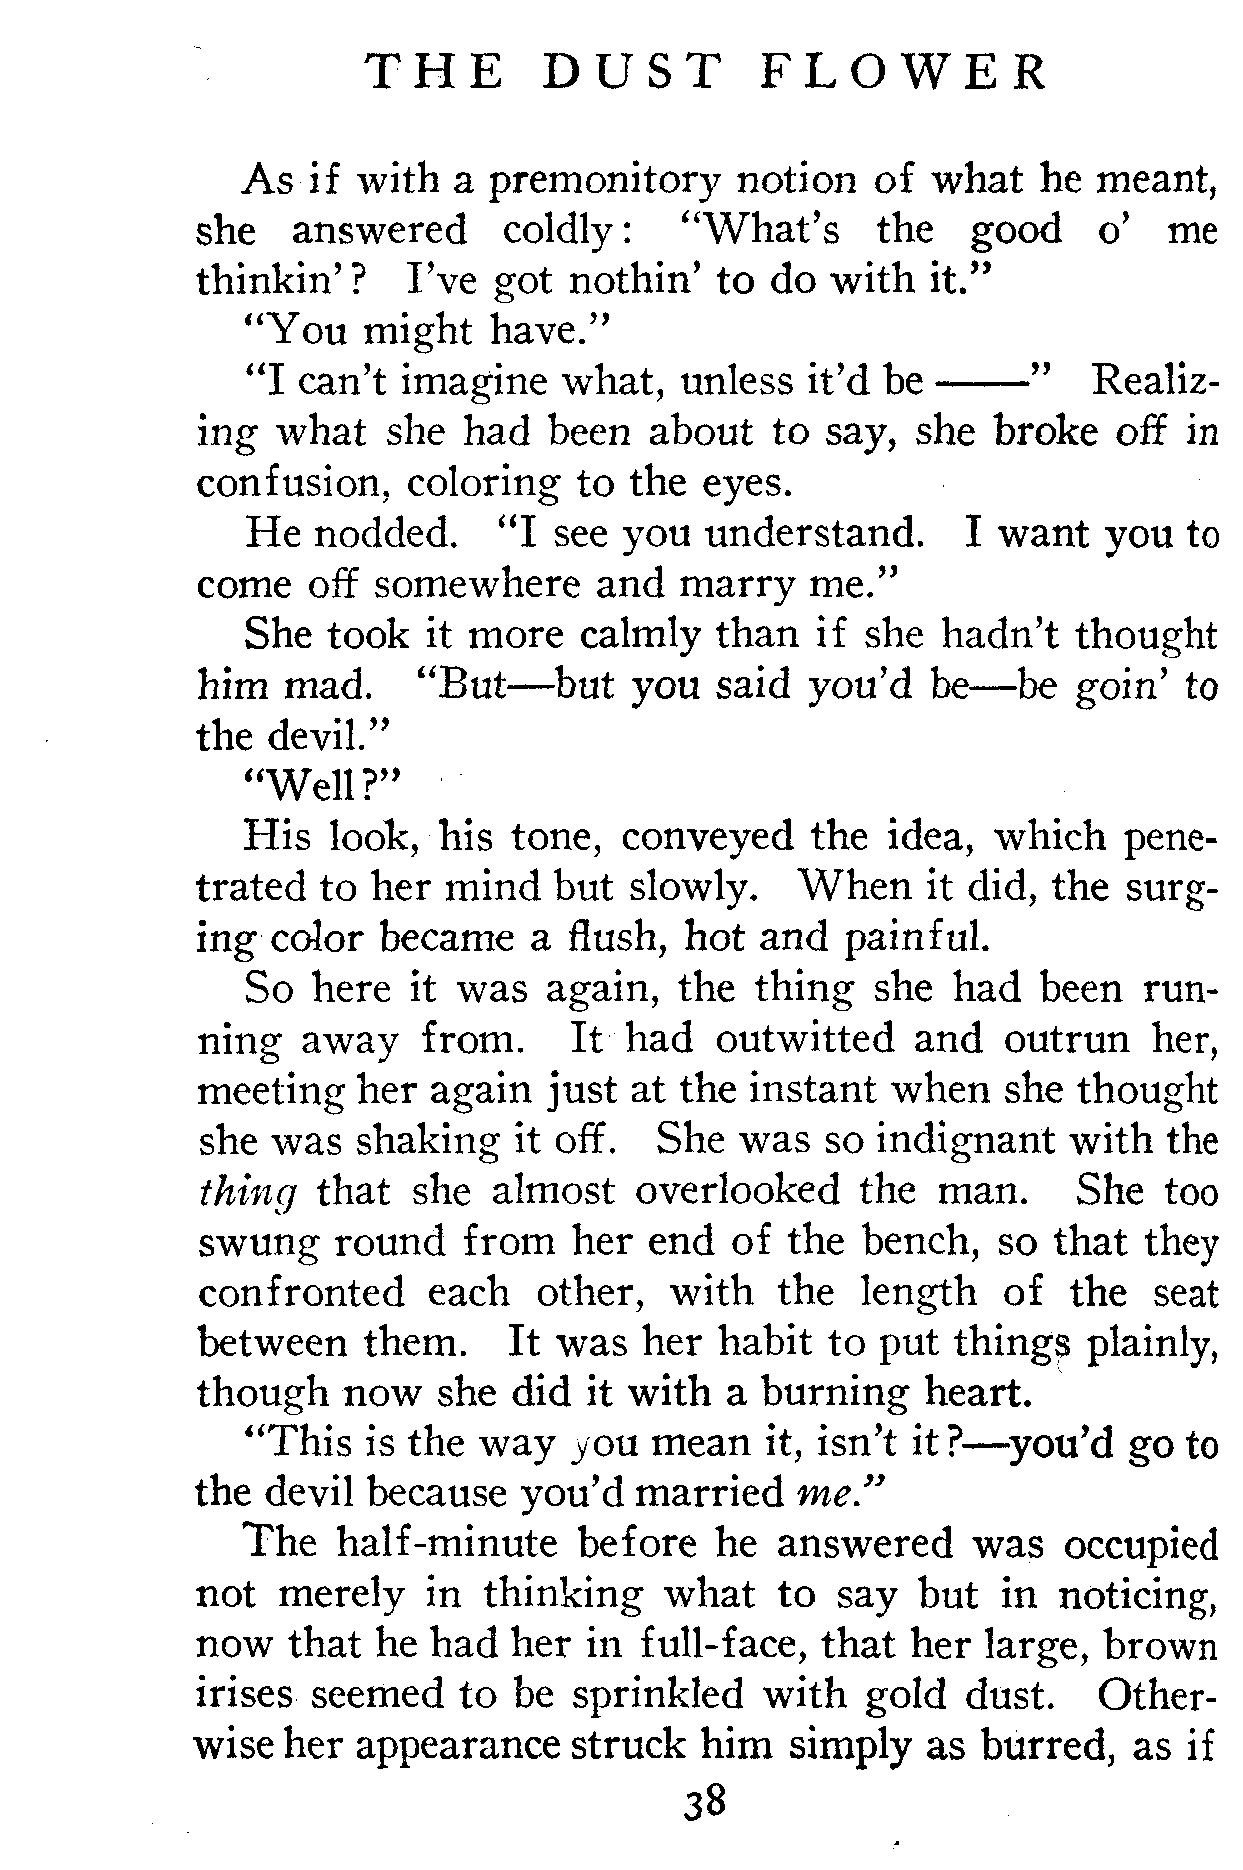 THE DUST FLOWER
As if with a premonitory notion of what he meant,
she answered coldly: "What's the good o' me
thinkin'? I've got nothin' to do with it."
"You might have."
"I can't imagine what, unless it'd be ——" Realiz-
ing what she had been about to say, she broke off in
confusion, coloring to the eyes.
He nodded. "I see you understand. I want you to
come off somewhere and marry me."
She took it more calmly than if she hadn't thought
him mad. "But—but you said you'd be—be goin' to
the devil."
"Well?"
His look, his tone, conveyed the idea, which pene-
trated to her mind but slowly. When it did, the surg-
ing color became a flush, hot and painful.
So here it was again, the thing she had been run-
ning away from. It had outwitted and outrun her,
meeting her again just at the instant when she thought
she was shaking it off. She was so indignant with the
thing that she almost overlooked the man. She too
swung round from her end of the bench, so that they
confronted each other, with the length of the seat
between them. It was her habit to put things plainly,
though now she did it with a burning heart.
"This is the way you mean it, isn't it?—you'd go to
the devil because you'd married me."
The half-minute before he answered was occupied
not merely in thinking what to say but in noticing,
now that he had her in full-face, that her large, brown
irises seemed to be sprinkled with gold dust. Other-
wise her appearance struck him simply as burred, as if
38